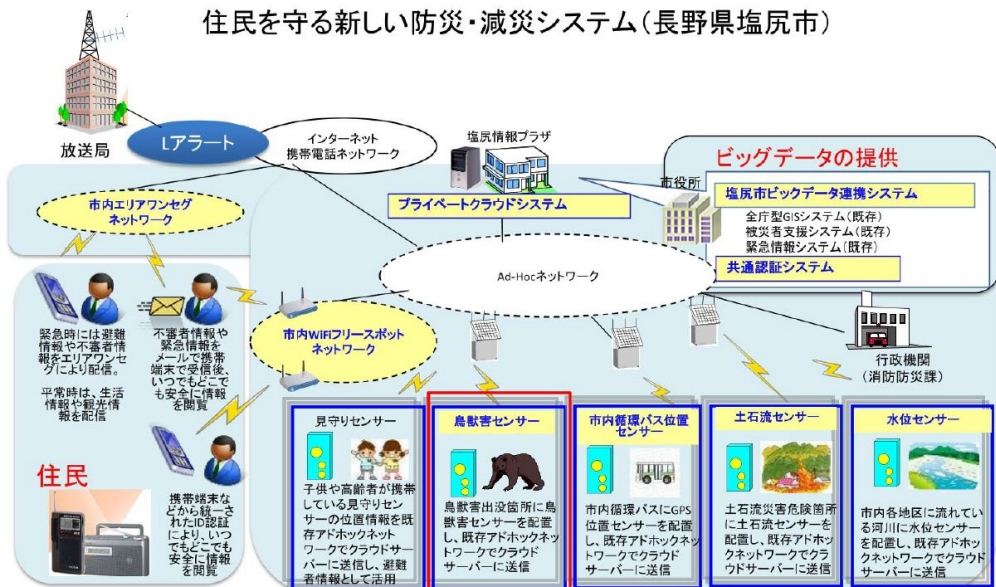 住民を守る新しい防災・減災システム(長野県塩尻市)
放送局
Lアラート
インターネット
携帯電話ネットワーク
塩尻情報プラザ
プライベートクラウドシステム
ビッグデータの提供
市役所
塩尻市ビックデータ連携システム
全庁型GISシステム(既存)
被災者支援システム(既存)
緊急情報システム(既存)
共通認証システム
市内エリアワンセグ
ネットワーク
Ad-Hocネットワーク
市内WiFiフリースポット
ネットワーク
行政機関
(消防防災課)
緊急時には避難
情報や不審者情
報をエリアワンセ
グにより配信。
平常時は、生活
情報や観光情
報を配信
不審者情報や
緊急情報を
メールで携帯
端末で受信後、
いつでもどこで
も安全に情報
を閲覧
住民
携帯端末な
どから統一さ
れたID認証
により、いつ
でもどこでも
安全に情報
を閲覧
見守りセンサー
子供や高齢者が携帯
している見守りセン
サーの位置情報を既
存アドホックネット
ワークでクラウドサー
バーに送信し、避難
者情報として活用
鳥獣害センサー
鳥獣害出没箇所に鳥
獣害センサーを配置
し、既存アドホックネッ
トワークでクラウド
サーバーに送信
市内循環バス位置
センサー
市内循環バスにGPS
位置センサーを配置
し、既存アドホックネッ
トワークでクラウド
サーバーに送信
土石流センサー
土石流災害危険箇所
に土石流センサーを
配置し、既存アドホッ
クネットワークでクラ
ウドサーバーに送信
水位センサー
市内各地区に流れてい
る河川に水位センサー
を配置し、既存アドホッ
クネットワークでクラウド
サーバーに送信